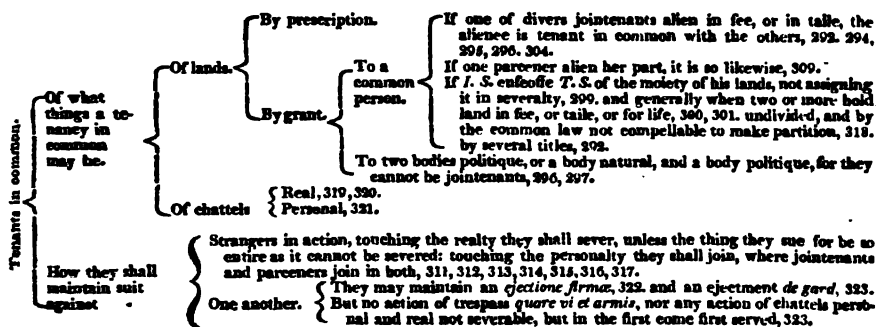 Tenants in common.
Of what
things a te-
nancy in
common
may be.
Of lands.
By prescription.
By grant.
To a
common
person.
If one of divers jointenants alien in fee, or in taile, the
alienee is tenant in common with the others, 292. 294,
295, 296. 304.
If one parcener alien her part, it is so likewise, 309.
If I. S. enfeoffe T. S. of the moiety of his lands, not assigning
it in severalty, 299. and generally when two or more hold
land in fee, or taile, or for life, 300, 301. undivided, and by
the common law not compellable to make partition, 318.
by several titles, 292.
To two bodies politique, or a body natural, and a body politique, for they
cannot be jointenants, 296, 297.
Of chattels
Real, 319, 320.
Personal, 321.
How they shall
maintain suit
against
Strangers in action, touching the realty they shall sever, unless the thing they sue for be so
entire as it cannot be severed: touching the personalty they shall join, where jointenants
and parceners join in both, 311, 312, 313, 314, 315, 316, 317.
One another.
They may maintain an ejectione firmæ, 322. and an ejectment de gard, 323.
But no action of trespass quare vi et armis, nor any action of chattels perso-
nal and real not severable, but in the first come first served, 323.